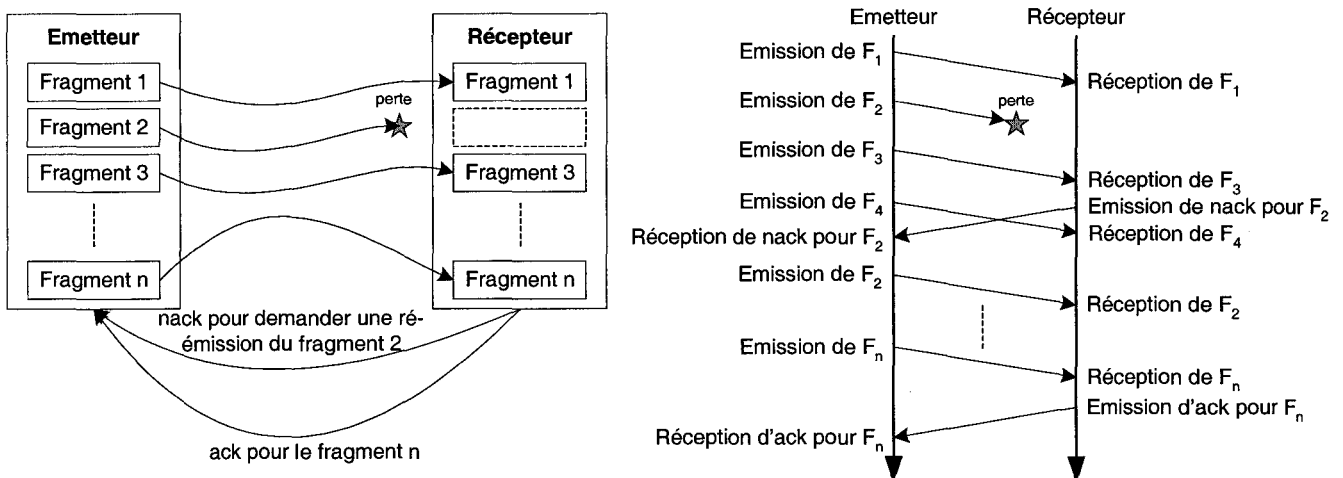 Emetteur
Fragment 1
Fragment 2
Fragment 3
Fragment n
perte
Récepteur
Fragment 1
Fragment 3
Fragment n
nack pour demander une ré-
émission du fragment 2
ack pour le fragment n
Emetteur
Récepteur
Emission de F1
Réception de F1
Emission de F2
perte
Emission de F3
Réception de F3
Emission de F4
Emission de nack pour F2
Réception de nack pour F2
Réception de F4
Emission de F2
Réception de F2
Emission de Fn
Réception de Fn
Emission d'ack pour Fn
Réception d'ack pour Fn